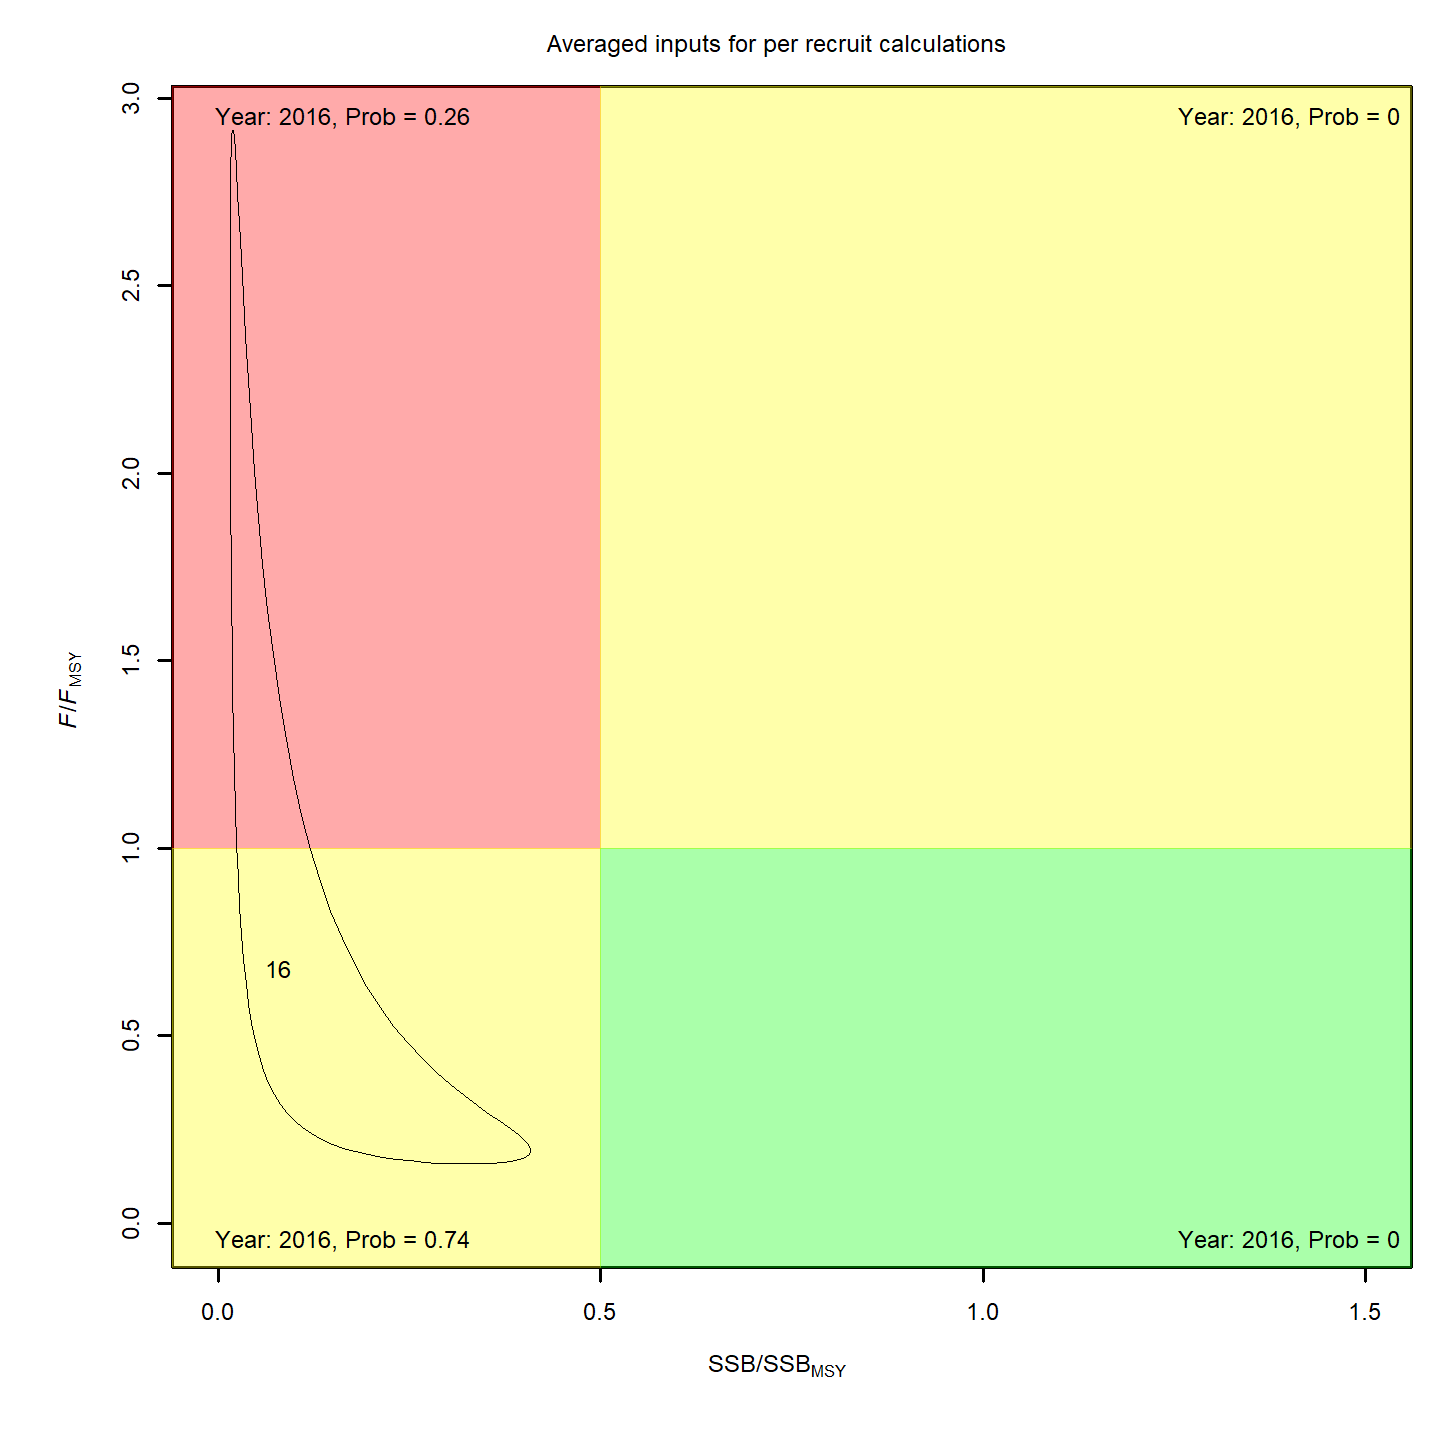 Averaged inputs for per recruit calculations
Year: 2016, Prob = 0.26
Year: 2016, Prob = 0
3.0
2.5
2.0
1.5
1.0
0.5
0.0
F/FMSY
16
Year: 2016, Prob = 0.74
Year: 2016, Prob = 0
0.0 0.5 1.0 1.5
SSB/SSBMSY